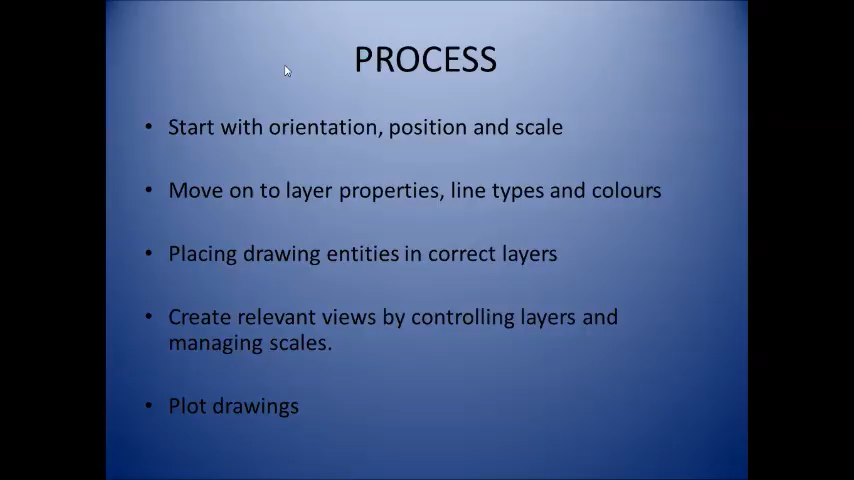 PROCESS
• Start with orientation, position and scale
• Move on to layer properties, line types and colours
• Placing drawing entities in correct layers
• Create relevant views by controlling layers and
managing scales.
• Plot drawings